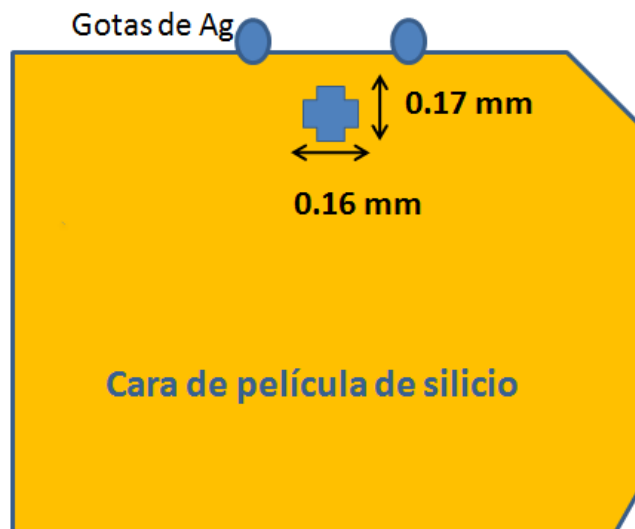 Gotas de Ag
0.17 mm
0.16 mm
Cara de película de silicio